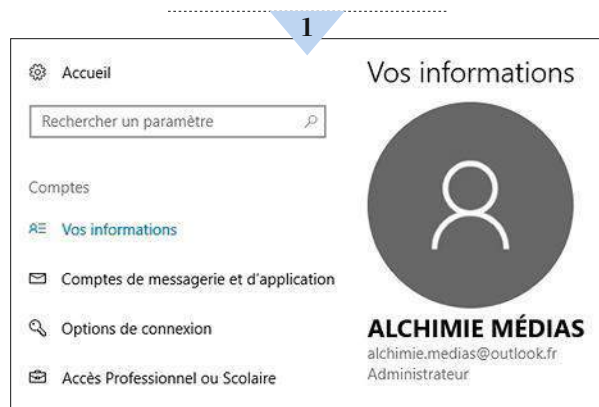 1
Accueil
Rechercher un paramètre
Comptes
Vos informations
Comptes de messagerie et d'application
Options de connexion
Accès Professionnel ou Scolaire
Vos informations
ALCHIMIE MÉDIAS
alchimie.medias@outlook.fr
Administrateur